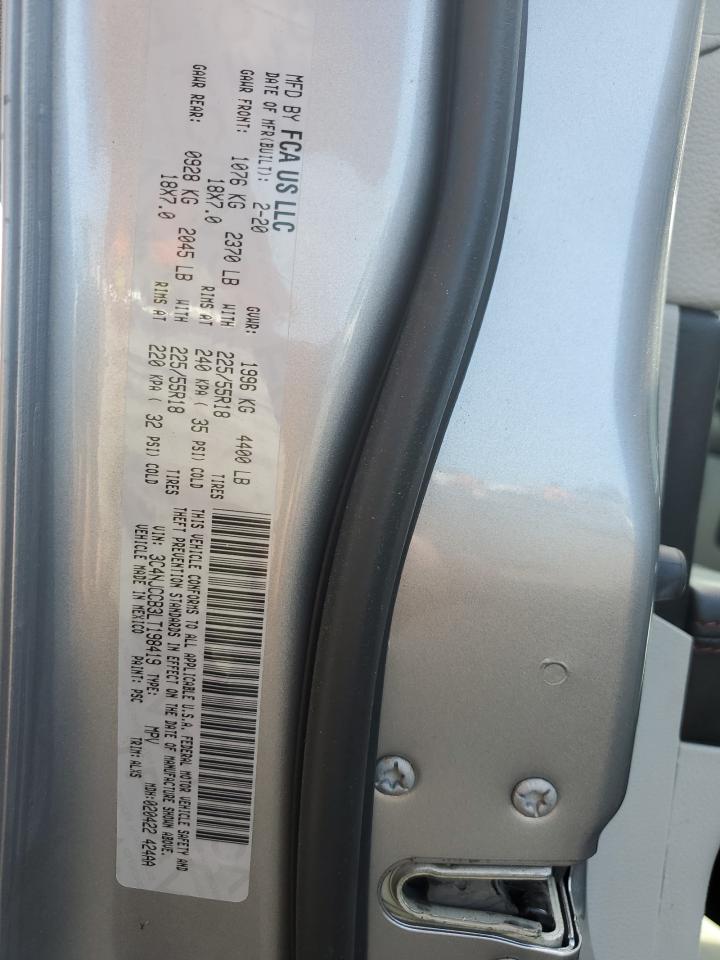 MFD BY FCA US LLC
DATE OF MFR(BUILT): 2-20 GVWR: 1996 KG 4400 LB
GAWR FRONT: 1076 KG 2370 LB WITH 225/55R18 TIRES
18X7.0 RIMS AT 240 KPA ( 35 PSI) COLD
GAWR REAR: 0928 KG 2045 LB WITH 225/55R18 TIRES
18X7.0 RIMS AT 220 KPA ( 32 PSI) COLD
THIS VEHICLE CONFORMS TO ALL APPLICABLE U.S.A. FEDERAL MOTOR VEHICLE SAFETY AND
THEFT PREVENTION STANDARDS IN EFFECT ON THE DATE OF MANUFACTURE SHOWN ABOVE.
VIN: 3C4NJCCB3LT198419 TYPE: MPV MDH:020422 424AA
VEHICLE MADE IN MEXICO PAINT: PSC TRIM: ALX5